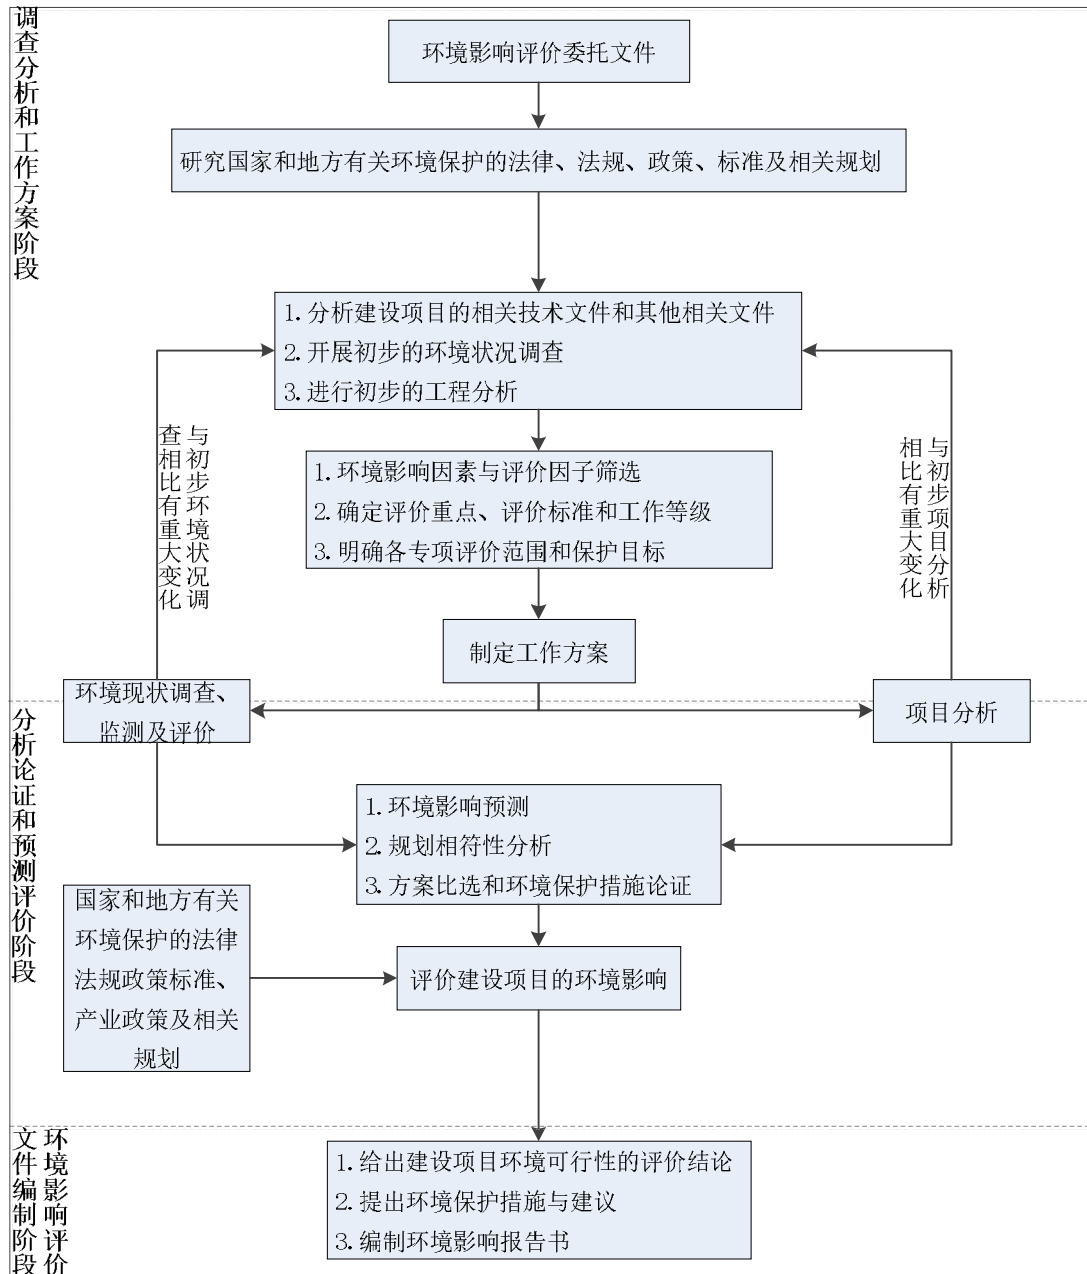 调查分析和工作方案阶段
环境影响评价委托文件
研究国家和地方有关环境保护的法律、法规、政策、标准及相关规划
1.分析建设项目的相关技术文件和其他相关文件
2.开展初步的环境状况调查
3.进行初步的工程分析
与初步环境状况调
查相比有重大变化
与初步项目分析
相比有重大变化
1.环境影响因素与评价因子筛选
2.确定评价重点、评价标准和工作等级
3.明确各专项评价范围和保护目标
制定工作方案
分析论证和预测评价阶段
环境现状调查、
监测及评价
项目分析
1.环境影响预测
2.规划相符性分析
3.方案比选和环境保护措施论证
国家和地方有关
环境保护的法律
法规政策标准、
产业政策及相关
规划
评价建设项目的环境影响
环境影响评价
文件编制阶段
1.给出建设项目环境可行性的评价结论
2.提出环境保护措施与建议
3.编制环境影响报告书